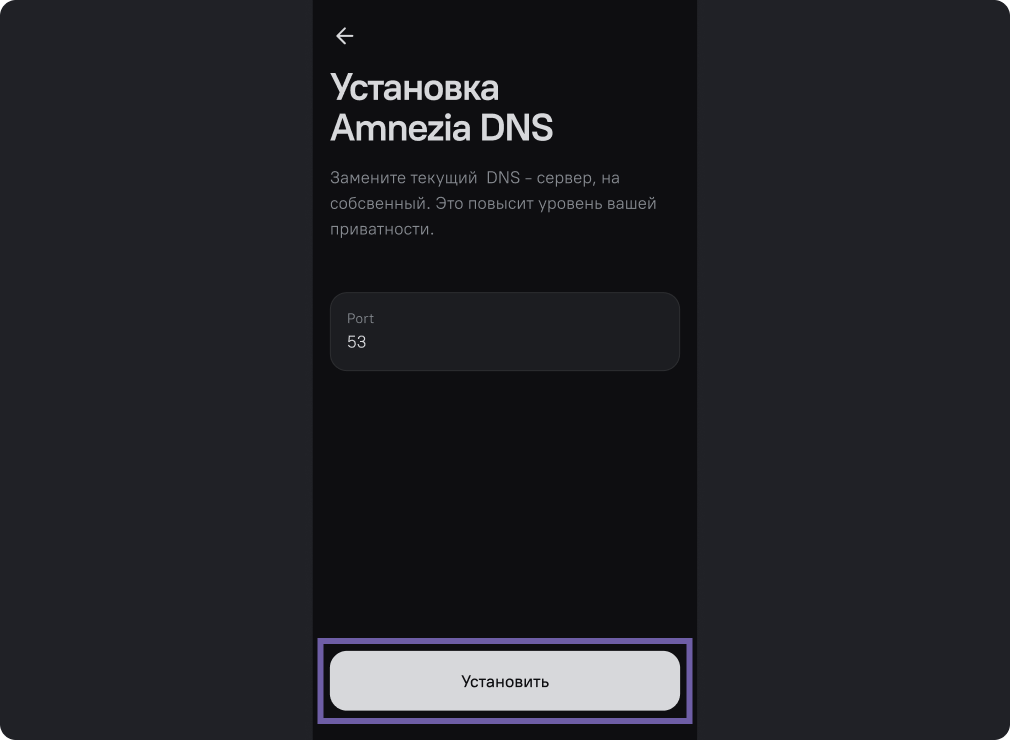 Установка
Amnezia DNS
Замените текущий DNS - сервер, на
собсвенный. Это повысит уровень вашей
приватности.
Port
53
Установить